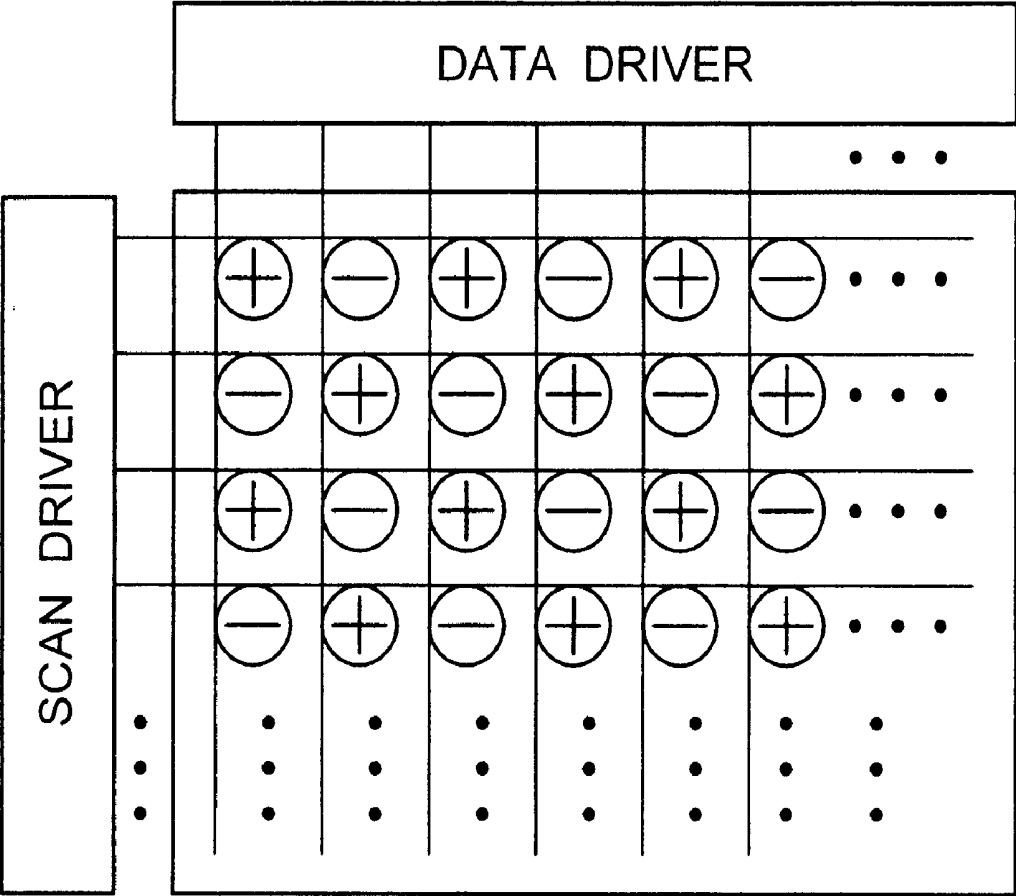 DATA DRIVER
SCAN DRIVER
+ − + − + −
− + − + − +
+ − + − + −
− + − + − +